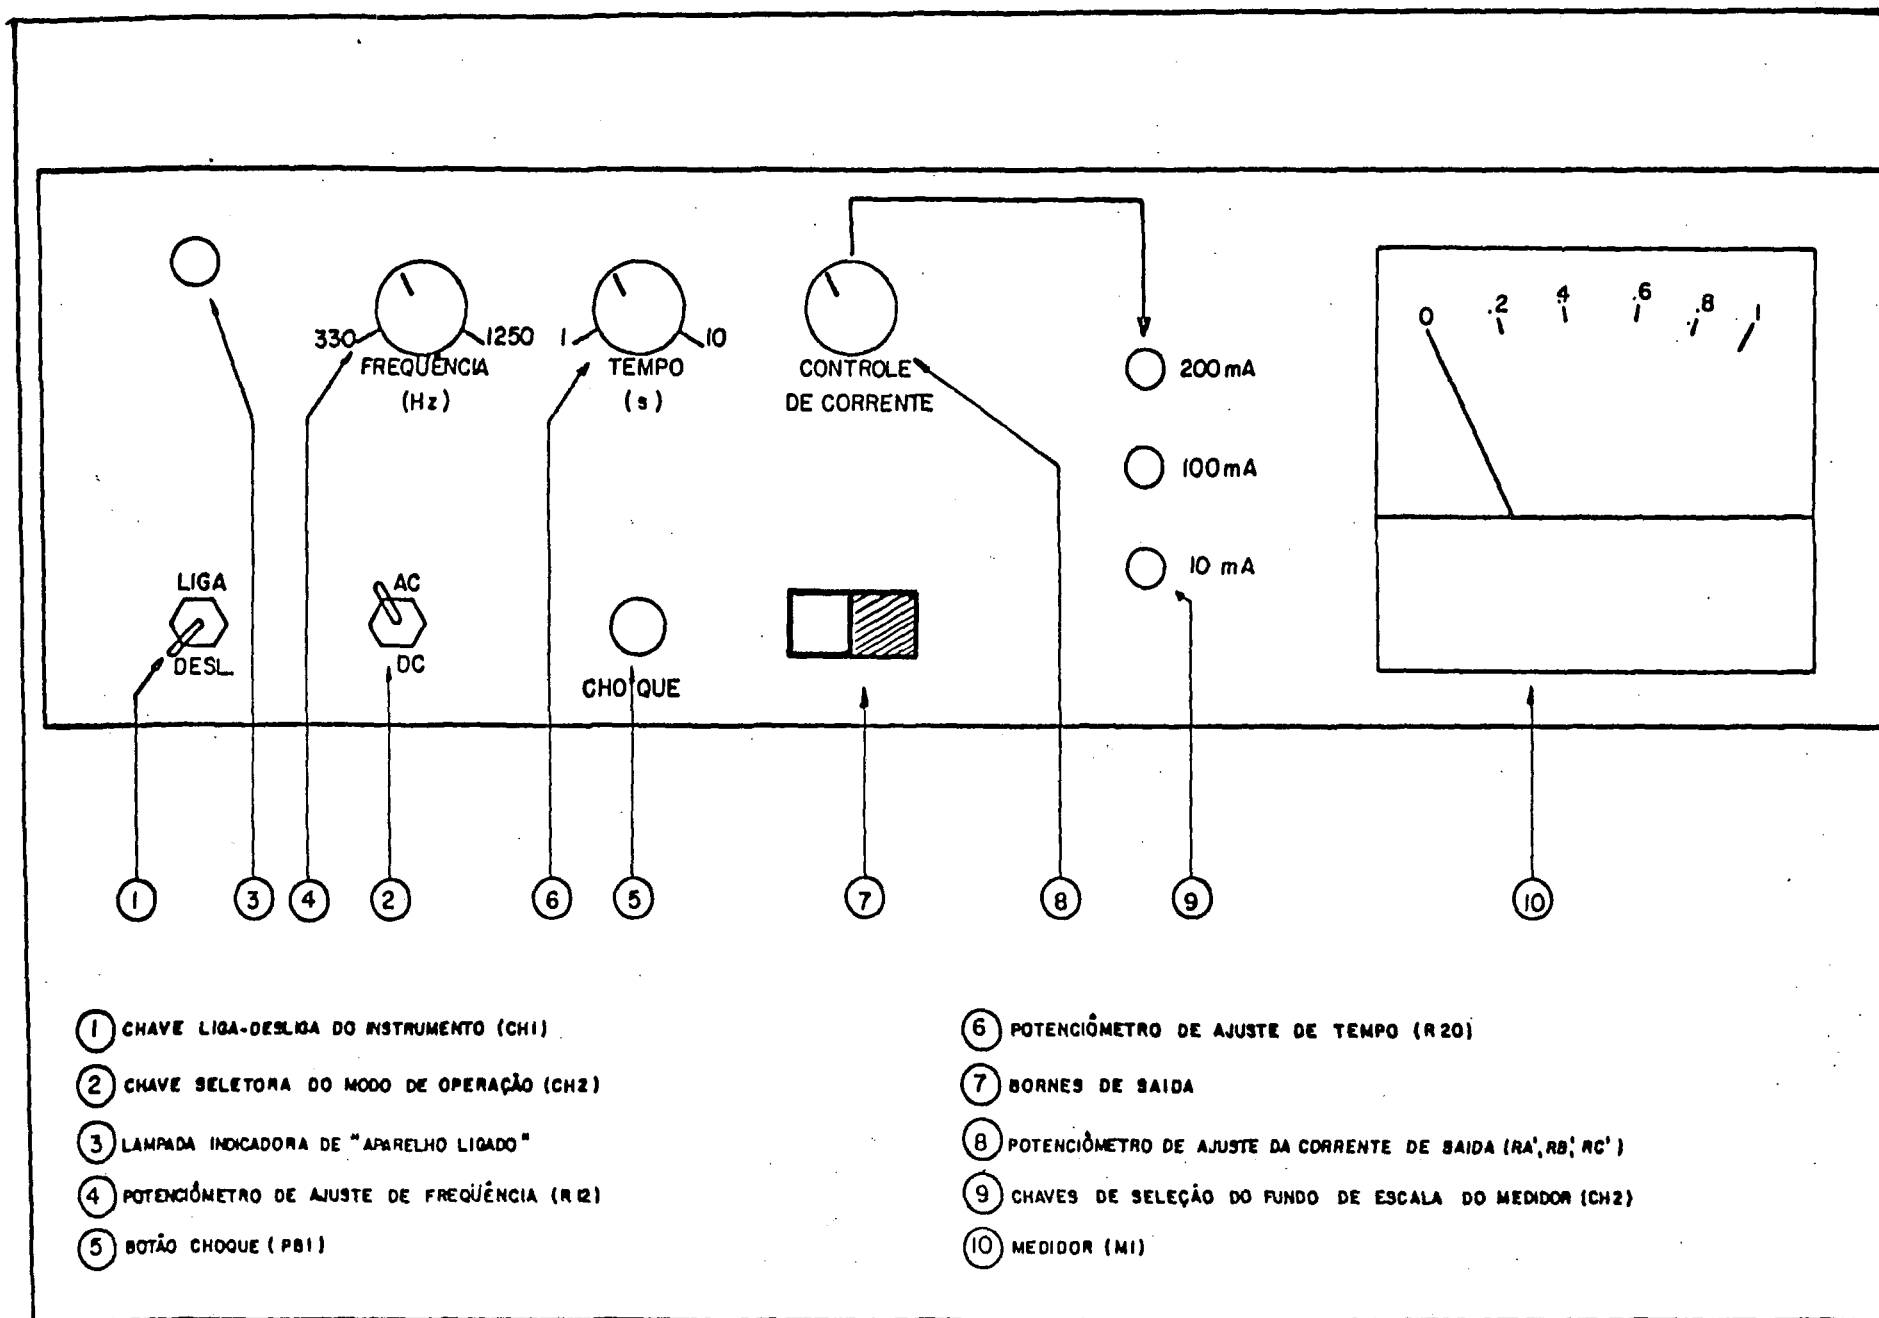 0 .2 .4 .6 .8 1
330 1250 1 10
FREQÜÊNCIA TEMPO CONTROLE 200 mA
(Hz) (s) DE CORRENTE
100 mA
10 mA
LIGA AC
DESL. DC
CHOQUE
1 3 4 2 6 5 7 8 9 10
1 CHAVE LIGA-DESLIGA DO INSTRUMENTO (CH1)
2 CHAVE SELETORA DO MODO DE OPERAÇÃO (CH2)
3 LAMPADA INDICADORA DE "APARELHO LIGADO"
4 POTENCIÔMETRO DE AJUSTE DE FREQÜÊNCIA (R12)
5 BOTÃO CHOQUE (PB1)
6 POTENCIÔMETRO DE AJUSTE DE TEMPO (R20)
7 BORNES DE SAIDA
8 POTENCIÔMETRO DE AJUSTE DA CORRENTE DE SAIDA (RA', RB', RC')
9 CHAVES DE SELEÇÃO DO FUNDO DE ESCALA DO MEDIDOR (CH2)
10 MEDIDOR (M1)